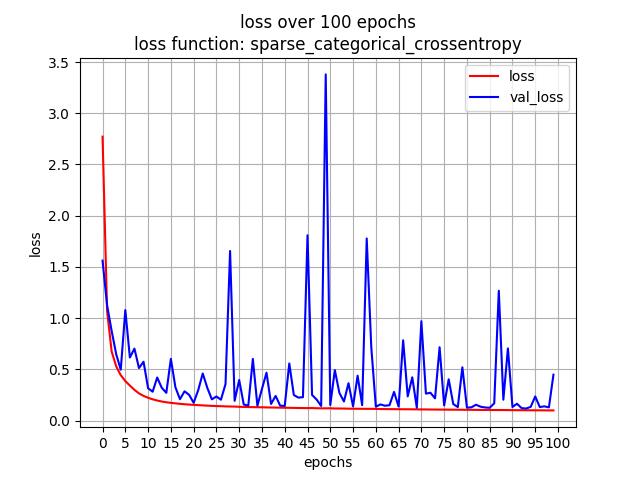 loss over 100 epochs
loss function: sparse_categorical_crossentropy
3.5
3.0
2.5
2.0
1.5
1.0
0.5
0.0
loss
loss
val_loss
0 5 10 15 20 25 30 35 40 45 50 55 60 65 70 75 80 85 90 95 100
epochs